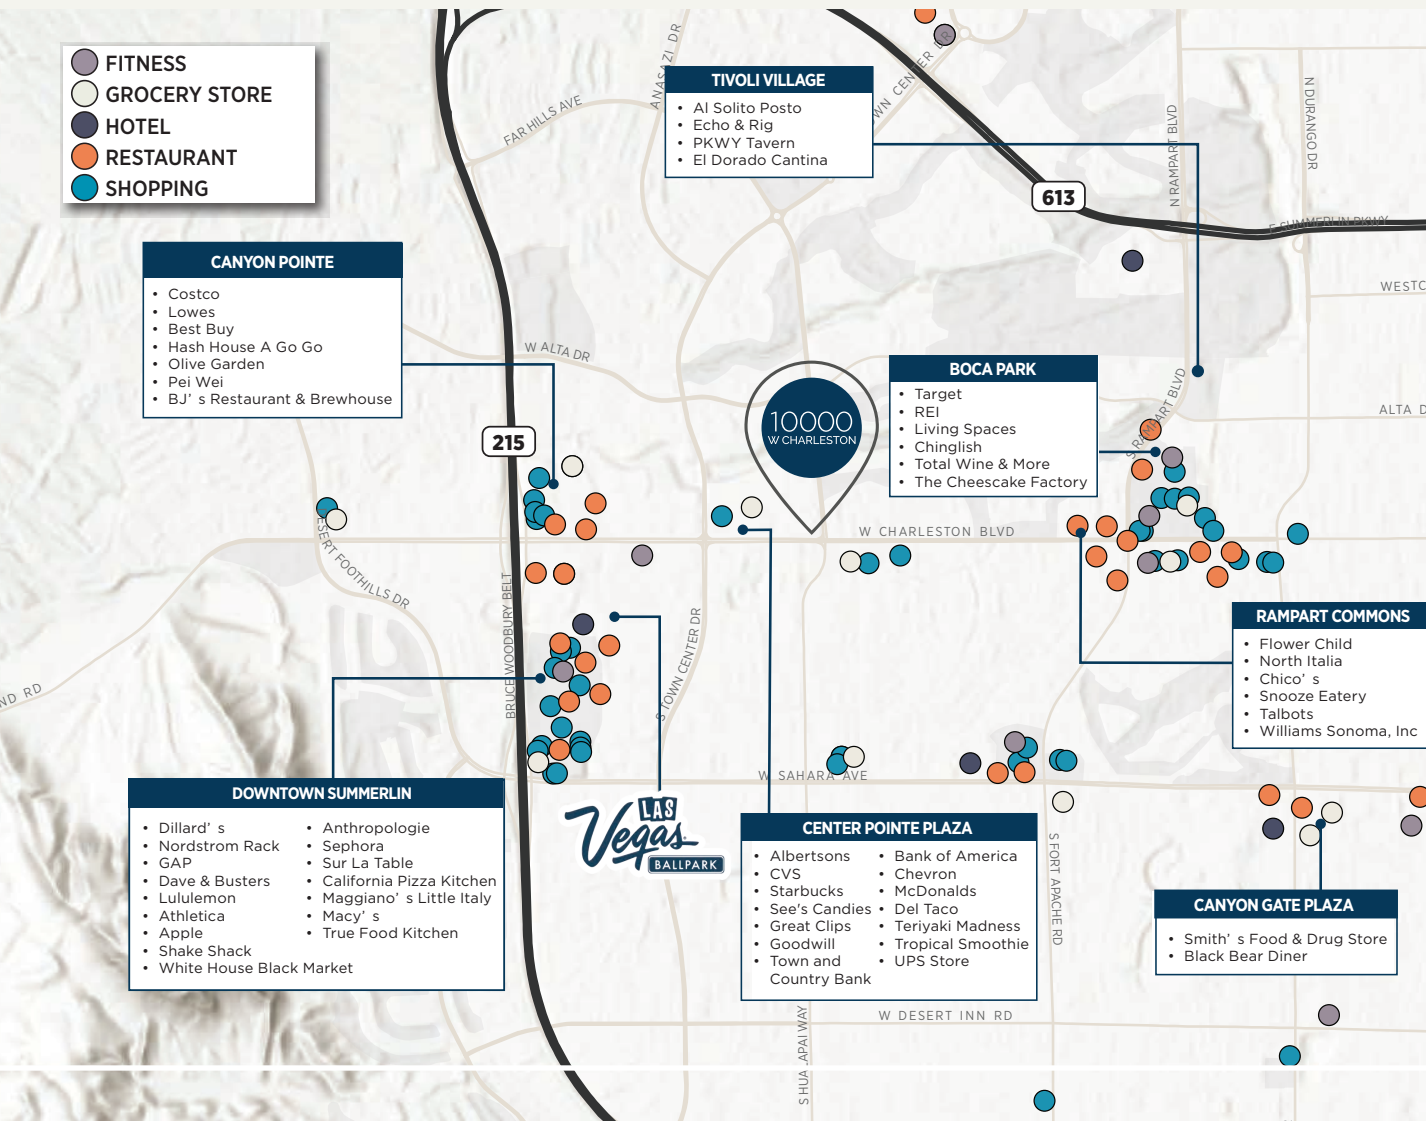 FITNESS
GROCERY STORE
HOTEL
RESTAURANT
SHOPPING
ANASAZI DR
FAR HILLS AVE
WN CENTER DR
TIVOLI VILLAGE
• Al Solito Posto
• Echo & Rig
• PKWY Tavern
• El Dorado Cantina
N RAMPART BLVD
N DURANGO DR
613
E SUMMERLIN PKWY
WESTC
CANYON POINTE
• Costco
• Lowes
• Best Buy
• Hash House A Go Go
• Olive Garden
• Pei Wei
• BJ' s Restaurant & Brewhouse
W ALTA DR
215
10000
W CHARLESTON
BOCA PARK
• Target
• REI
• Living Spaces
• Chinglish
• Total Wine & More
• The Cheescake Factory
S RAMPART BLVD
ALTA D
W CHARLESTON BLVD
ESERT FOOTHILLS DR
BRUCE WOODBURY BELT
S TOWN CENTER DR
ND RD
RAMPART COMMONS
• Flower Child
• North Italia
• Chico' s
• Snooze Eatery
• Talbots
• Williams Sonoma, Inc
W SAHARA AVE
DOWNTOWN SUMMERLIN
• Dillard' s
• Nordstrom Rack
• GAP
• Dave & Busters
• Lululemon
• Athletica
• Apple
• Shake Shack
• White House Black Market
• Anthropologie
• Sephora
• Sur La Table
• California Pizza Kitchen
• Maggiano' s Little Italy
• Macy' s
• True Food Kitchen
LAS
Vegas
BALLPARK
CENTER POINTE PLAZA
• Albertsons
• CVS
• Starbucks
• See's Candies
• Great Clips
• Goodwill
• Town and
Country Bank
• Bank of America
• Chevron
• McDonalds
• Del Taco
• Teriyaki Madness
• Tropical Smoothie
• UPS Store
S FORT APACHE RD
CANYON GATE PLAZA
• Smith' s Food & Drug Store
• Black Bear Diner
W DESERT INN RD
S HUALAPAI WAY